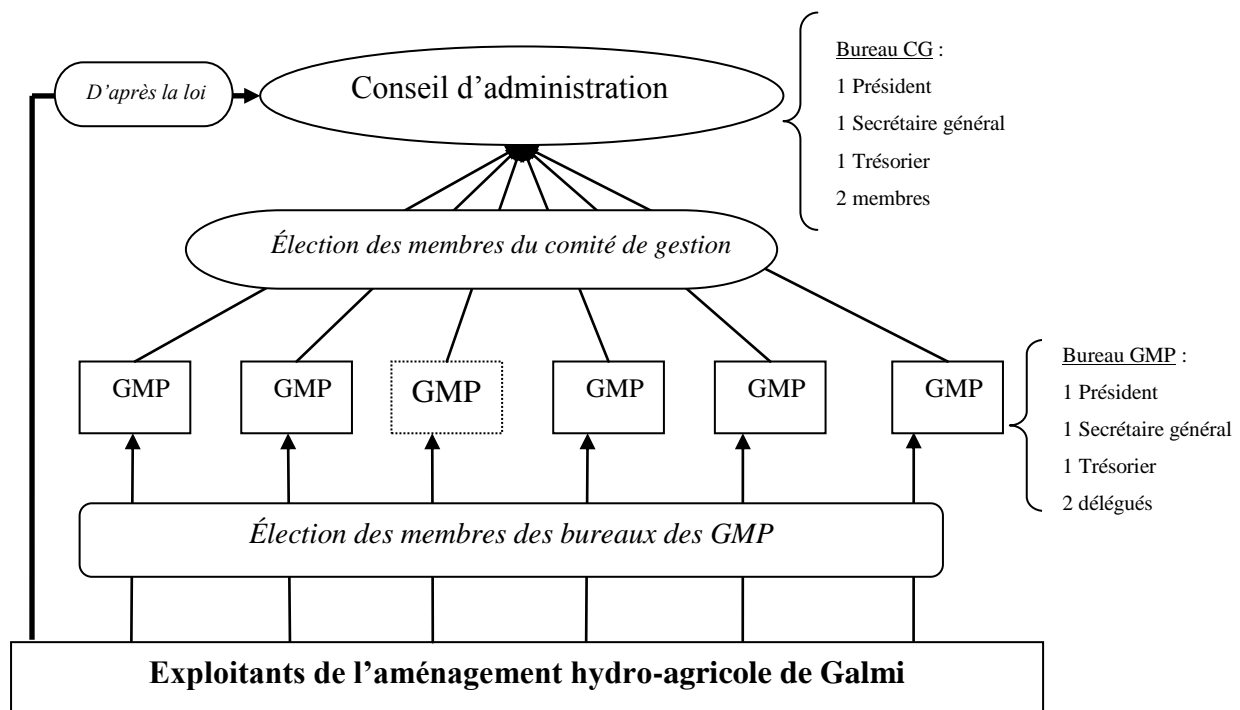 Bureau CG :
1 Président
1 Secrétaire général
1 Trésorier
2 membres
D'après la loi
Conseil d'administration
Élection des membres du comité de gestion
GMP
GMP
GMP
GMP
GMP
GMP
Bureau GMP :
1 Président
1 Secrétaire général
1 Trésorier
2 délégués
Élection des membres des bureaux des GMP
Exploitants de l'aménagement hydro-agricole de Galmi